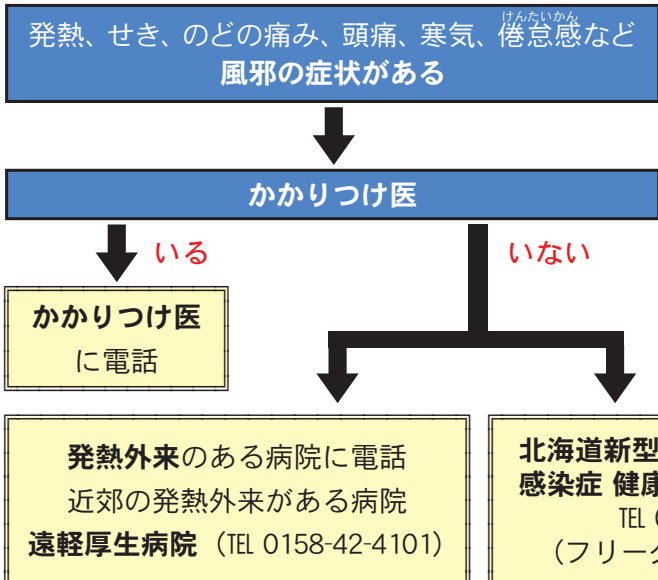 けんたいかん
発熱、せき、のどの痛み、頭痛、寒気、倦怠感など
風邪の症状がある
かかりつけ医
いる
いない
かかりつけ医
に電話
発熱外来のある病院に電話
近郊の発熱外来がある病院
遠軽厚生病院（TEL 0158-42-4101）
北海道新型
感染症 健康
TEL
（フリー